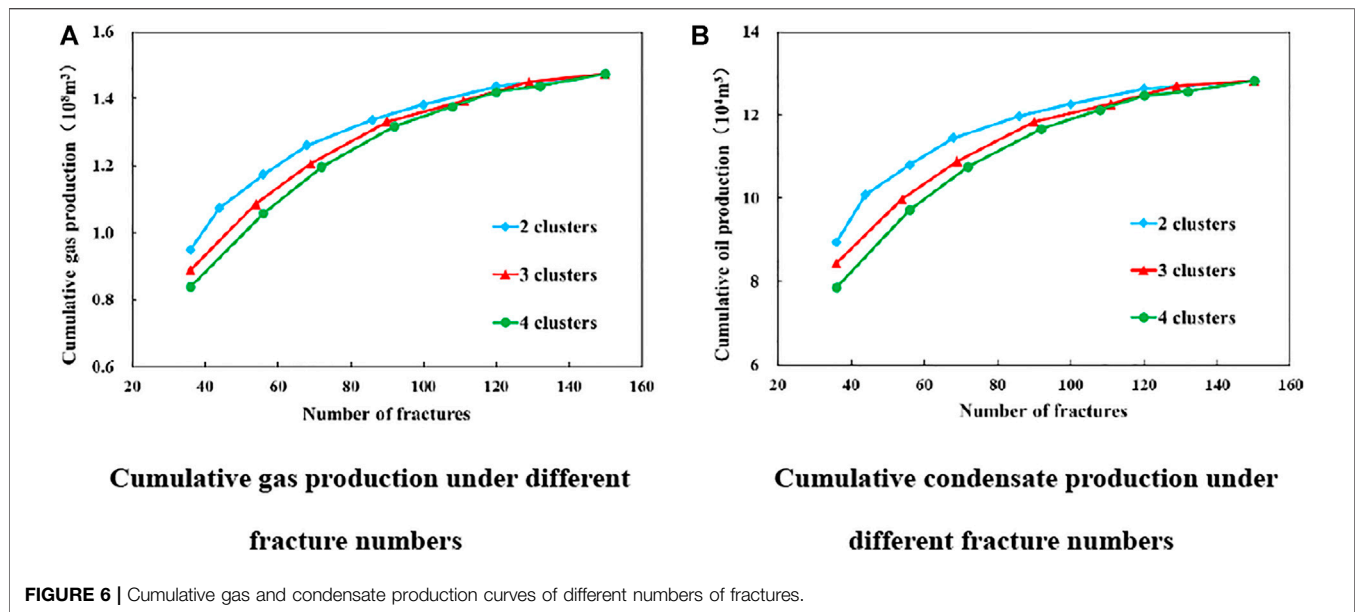 A
1.6
1.4
1.2
1.0
0.8
0.6
Cumulative gas production（10⁸m³）
20 40 60 80 100 120 140 160
Number of fractures
2 clusters
3 clusters
4 clusters
Cumulative gas production under different
fracture numbers
B
14
12
10
8
6
Cumulative oil production（10⁴m³）
20 40 60 80 100 120 140 160
Number of fractures
2 clusters
3 clusters
4 clusters
Cumulative condensate production under
different fracture numbers
FIGURE 6 | Cumulative gas and condensate production curves of different numbers of fractures.